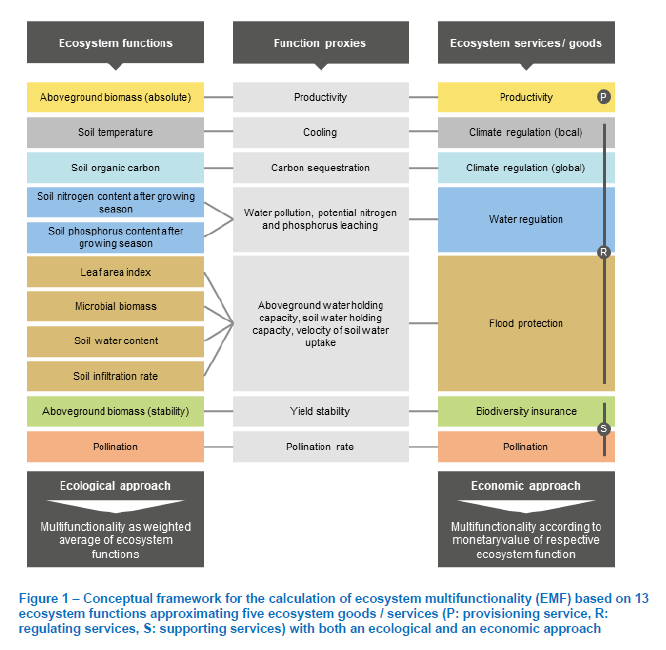 Ecosystem functions
Function proxies
Ecosystem services/ goods
Aboveground biomass (absolute)
Productivity
Productivity
P
Soil temperature
Cooling
Climate regulation (local)
Soil organic carbon
Carbon sequestration
Climate regulation (global)
Soil nitrogen content after growing
season
Soil phosphorus content after
growing season
Water pollution, potential nitrogen
and phosphorus leaching
Water regulation
R
Leaf area index
Microbial biomass
Soil water content
Soil infiltration rate
Aboveground water holding
capacity, soil water holding
capacity, velocity of soil water
uptake
Flood protection
Aboveground biomass (stability)
Yield stability
Biodiversity insurance
S
Pollination
Pollination rate
Pollination
Ecological approach
Multifunctionality as weighted
average of ecosystem
functions
Economic approach
Multifunctionality according to
monetary value of respective
ecosystem function
Figure 1 – Conceptual framework for the calculation of ecosystem multifunctionality (EMF) based on 13
ecosystem functions approximating five ecosystem goods / services (P: provisioning service, R:
regulating services, S: supporting services) with both an ecological and an economic approach